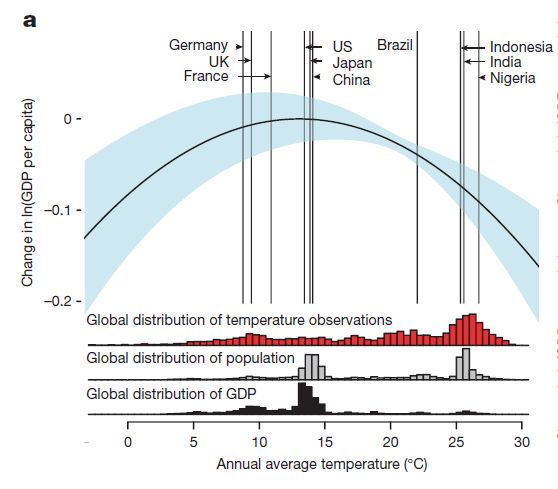 a
Germany US Brazil Indonesia
UK Japan India
France China Nigeria
Change in ln(GDP per capita)
0
–0.1
–0.2
Global distribution of temperature observations
Global distribution of population
Global distribution of GDP
0 5 10 15 20 25 30
Annual average temperature (°C)